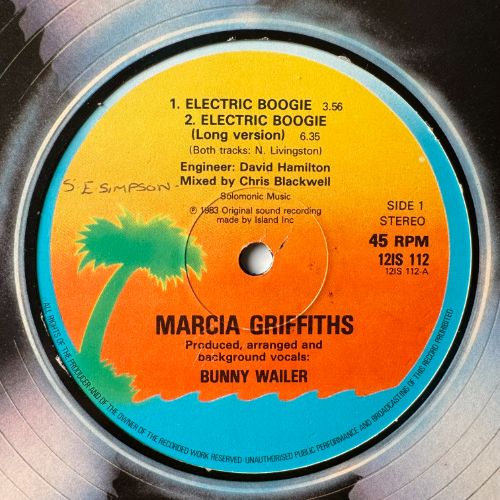 1. ELECTRIC BOOGIE 3.56
2. ELECTRIC BOOGIE
(Long version) 6.35
(Both tracks: N. Livingston)
Engineer: David Hamilton
Mixed by Chris Blackwell
Solomonic Music
℗ 1983 Original sound recording
made by Island Inc
S.E SIMPSON-
SIDE 1
STEREO
45 RPM
12IS 112
12IS 112-A
MARCIA GRIFFITHS
Produced, arranged and
background vocals:
BUNNY WAILER
ALL RIGHTS OF THE PRODUCER AND OF THE OWNER OF THE RECORDED WORK RESERVED UNAUTHORISED PUBLIC PERFORMANCE AND BROADCASTING OF THIS RECORD PROHIBITED